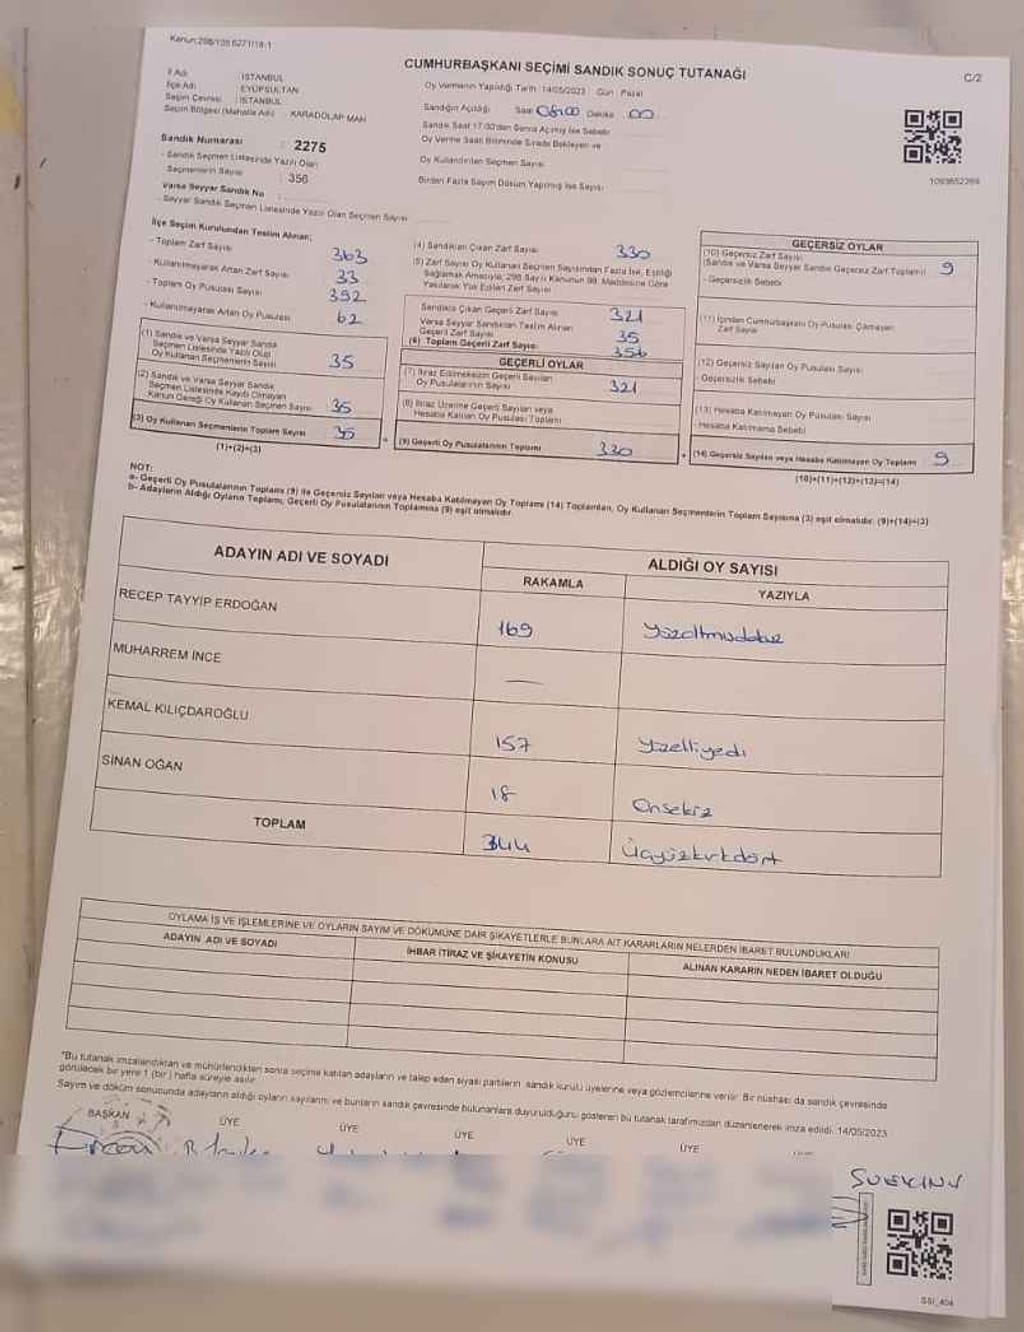 Kanun:298/105 6271/18-1
CUMHURBAŞKANI SEÇİMİ SANDIK SONUÇ TUTANAĞI
C/2
İl Adı : İSTANBUL
İlçe Adı : EYÜPSULTAN
Seçim Çevresi : İSTANBUL
Seçim Bölgesi (Mahalle Adı) : KARADOLAP MAH
Sandık Numarası : 2275
- Sandık Seçmen Listesinde Yazılı Olan
Seçmenlerin Sayısı : 356
Varsa Seyyar Sandık No :
- Seyyar Sandık Seçmen Listesinde Yazılı Olan Seçmen Sayısı
Oy Vermenin Yapıldığı Tarih: 14/05/2023 Gün : Pazar
Sandığın Açıldığı Saat 08:00 Dakika 00
Sandık Saat 17:00'den Sonra Açılmış İse Sebebi
Oy Verme Saati Bitiminde Sırada Bekleyen ve
Oy Kullandırılan Seçmen Sayısı
Birden Fazla Sayım Döküm Yapılmış ise Sayısı
1093652269
İlçe Seçim Kurulundan Teslim Alınan;
- Toplam Zarf Sayısı 363
- Kullanılmayarak Artan Zarf Sayısı 33
- Toplam Oy Pusulası Sayısı 392
- Kullanılmayarak Artan Oy Pusulası 62
(1) Sandık ve Varsa Seyyar Sandık
Seçmen Listesinde Yazılı Olup
Oy Kullanan Seçmenlerin Sayısı 35
(2) Sandık ve Varsa Seyyar Sandık
Seçmen Listesinde Kayıtlı Olmayan
Kanun Gereği Oy Kullanan Seçmen Sayısı 35
(3) Oy Kullanan Seçmenlerin Toplam Sayısı 35
(1)+(2)=(3)
(4) Sandıktan Çıkan Zarf Sayısı 330
(5) Zarf Sayısı Oy Kullanan Seçmen Sayısından Fazla İse, Eşitliği
Sağlamak Amacıyla, 298 Sayılı Kanunun 98. Maddesine Göre
Yakılarak Yok Edilen Zarf Sayısı
Sandıkta Çıkan Geçerli Zarf Sayısı 321
Varsa Seyyar Sandıktan Teslim Alınan
Geçerli Zarf Sayısı 35
(6) Toplam Geçerli Zarf Sayısı 356
GEÇERLİ OYLAR
(7) İtiraz Edilmeksizin Geçerli Sayılan
Oy Pusulalarının Sayısı 321
(8) İtiraz Üzerine Geçerli Sayılan veya
Hesaba Katılan Oy Pusulası Toplamı
(9) Geçerli Oy Pusulalarının Toplamı 330
GEÇERSİZ OYLAR
(10) Geçersiz Zarf Sayısı
(Sandık ve Varsa Seyyar Sandık Geçersiz Zarf Toplamı) 9
- Geçersizlik Sebebi
(11) İçinden Cumhurbaşkanı Oy Pusulası Çıkmayan
Zarf Sayısı
(12) Geçersiz Sayılan Oy Pusulası Sayısı
- Geçersizlik Sebebi
(13) Hesaba Katılmayan Oy Pusulası Sayısı
- Hesaba Katılmama Sebebi
(14) Geçersiz Sayılan veya Hesaba Katılmayan Oy Toplamı 9
(10)+(11)+(12)+(13)=(14)
NOT:
a- Geçerli Oy Pusulalarının Toplamı (9) ile Geçersiz Sayılan veya Hesaba Katılmayan Oy Toplamı (14) Toplamları, Oy Kullanan Seçmenlerin Toplam Sayısına (3) eşit olmalıdır. (9)+(14)=(3)
b- Adayların Aldığı Oyların Toplamı, Geçerli Oy Pusulalarının Toplamına (9) eşit olmalıdır.
ADAYIN ADI VE SOYADI
ALDIĞI OY SAYISI
RAKAMLA YAZIYLA
RECEP TAYYİP ERDOĞAN 169 Yüzaltmışdokuz
MUHARREM İNCE —
KEMAL KILIÇDAROĞLU 157 Yüzelliyedi
SİNAN OĞAN 18 Onsekiz
TOPLAM 344 Üçyüzkırkdört
OYLAMA İŞ VE İŞLEMLERİNE VE OYLARIN SAYIM VE DÖKÜMÜNE DAİR ŞİKAYETLERLE BUNLARA AİT KARARLARIN NELERDEN İBARET BULUNDUKLARI
ADAYIN ADI VE SOYADI
İHBAR İTİRAZ VE ŞİKAYETİN KONUSU
ALINAN KARARIN NEDEN İBARET OLDUĞU
"Bu tutanak imzalandıktan ve mühürlendikten sonra seçime katılan adayların ve talep eden siyasi partilerin sandık kurulu üyelerine veya gözlemcilerine verilir. Bir nüshası da sandık çevresinde
görülecek bir yere 1 (bir) hafta süreyle asılır.
Sayım ve döküm sonucunda adayların aldığı oyların sayılarını ve bunların sandık çevresinde bulunanlara duyurulduğunu gösteren bu tutanak tarafımızdan düzenlenerek imza edildi. 14/05/2023
BAŞKAN ÜYE ÜYE ÜYE ÜYE ÜYE
SSI_404